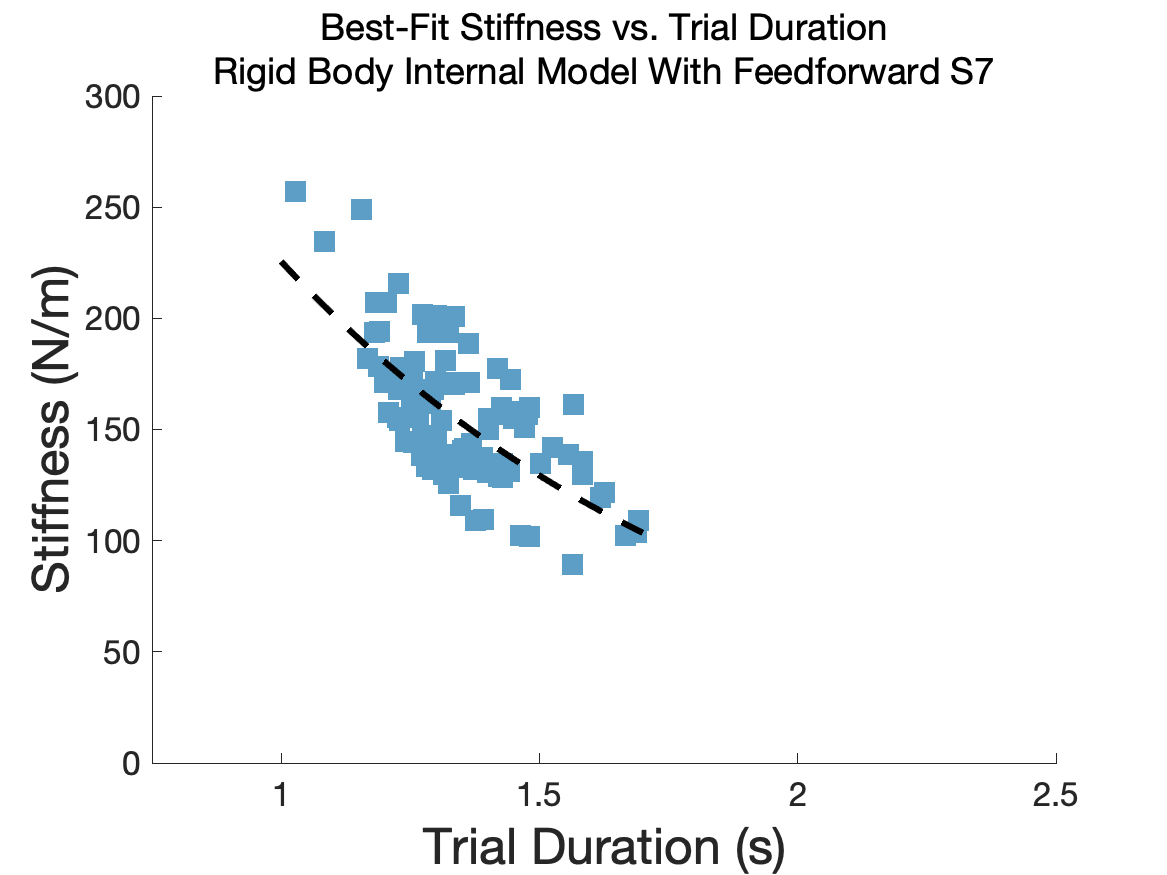 Best-Fit Stiffness vs. Trial Duration
Rigid Body Internal Model With Feedforward S7
300
250
200
150
100
50
0
Stiffness (N/m)
1 1.5 2 2.5
Trial Duration (s)